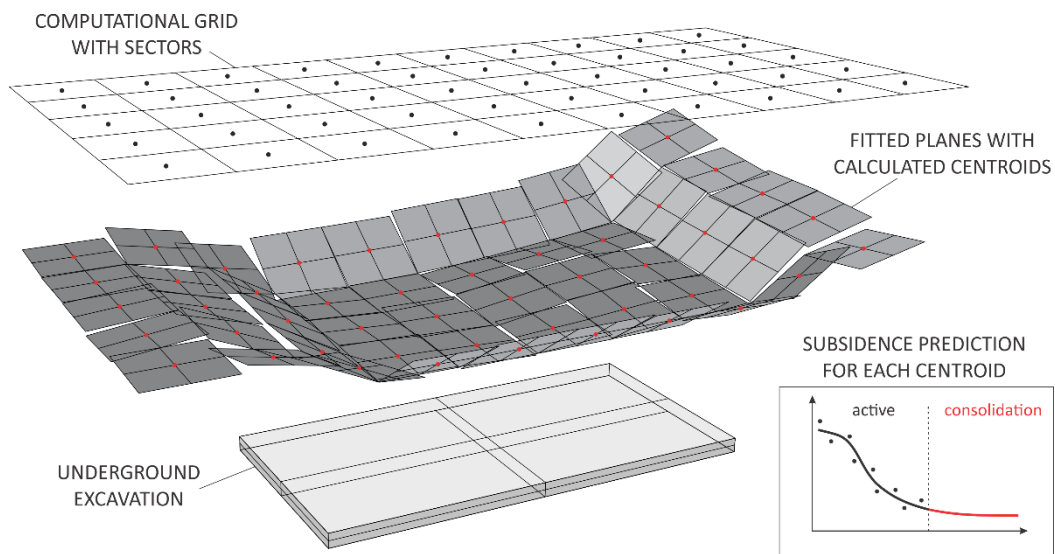 COMPUTATIONAL GRID
WITH SECTORS
FITTED PLANES WITH
CALCULATED CENTROIDS
SUBSIDENCE PREDICTION
FOR EACH CENTROID
active
consolidation
UNDERGROUND
EXCAVATION